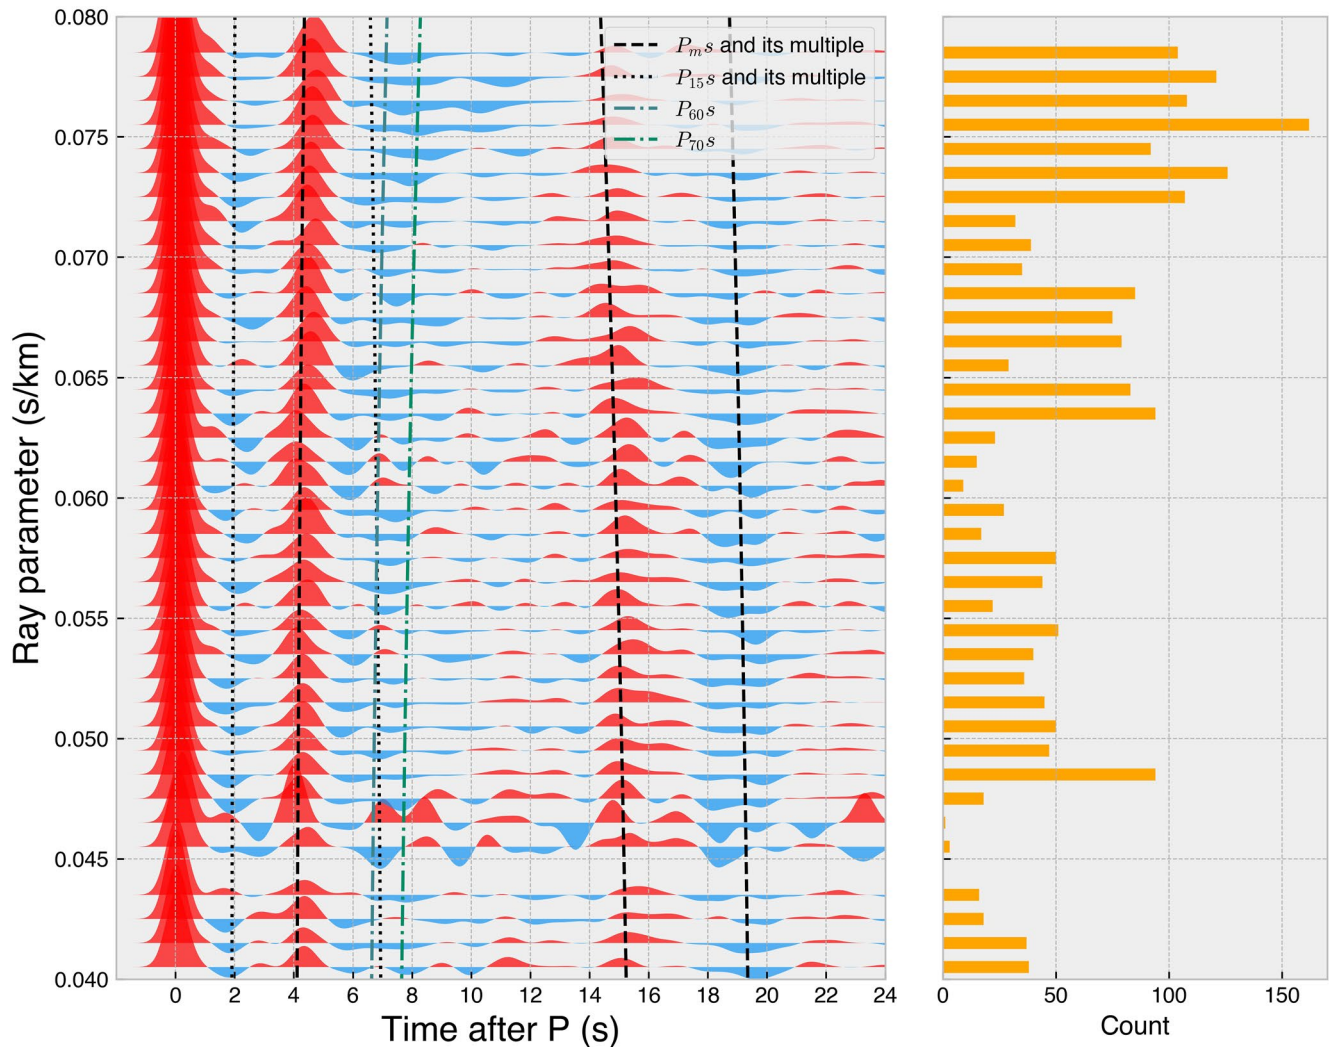 0.080
0.075
0.070
0.065
0.060
0.055
0.050
0.045
0.040
Ray parameter (s/km)
Pms and its multiple
P15s and its multiple
P60s
P70s
0 2 4 6 8 10 12 14 16 18 20 22 24
Time after P (s)
0 50 100 150
Count